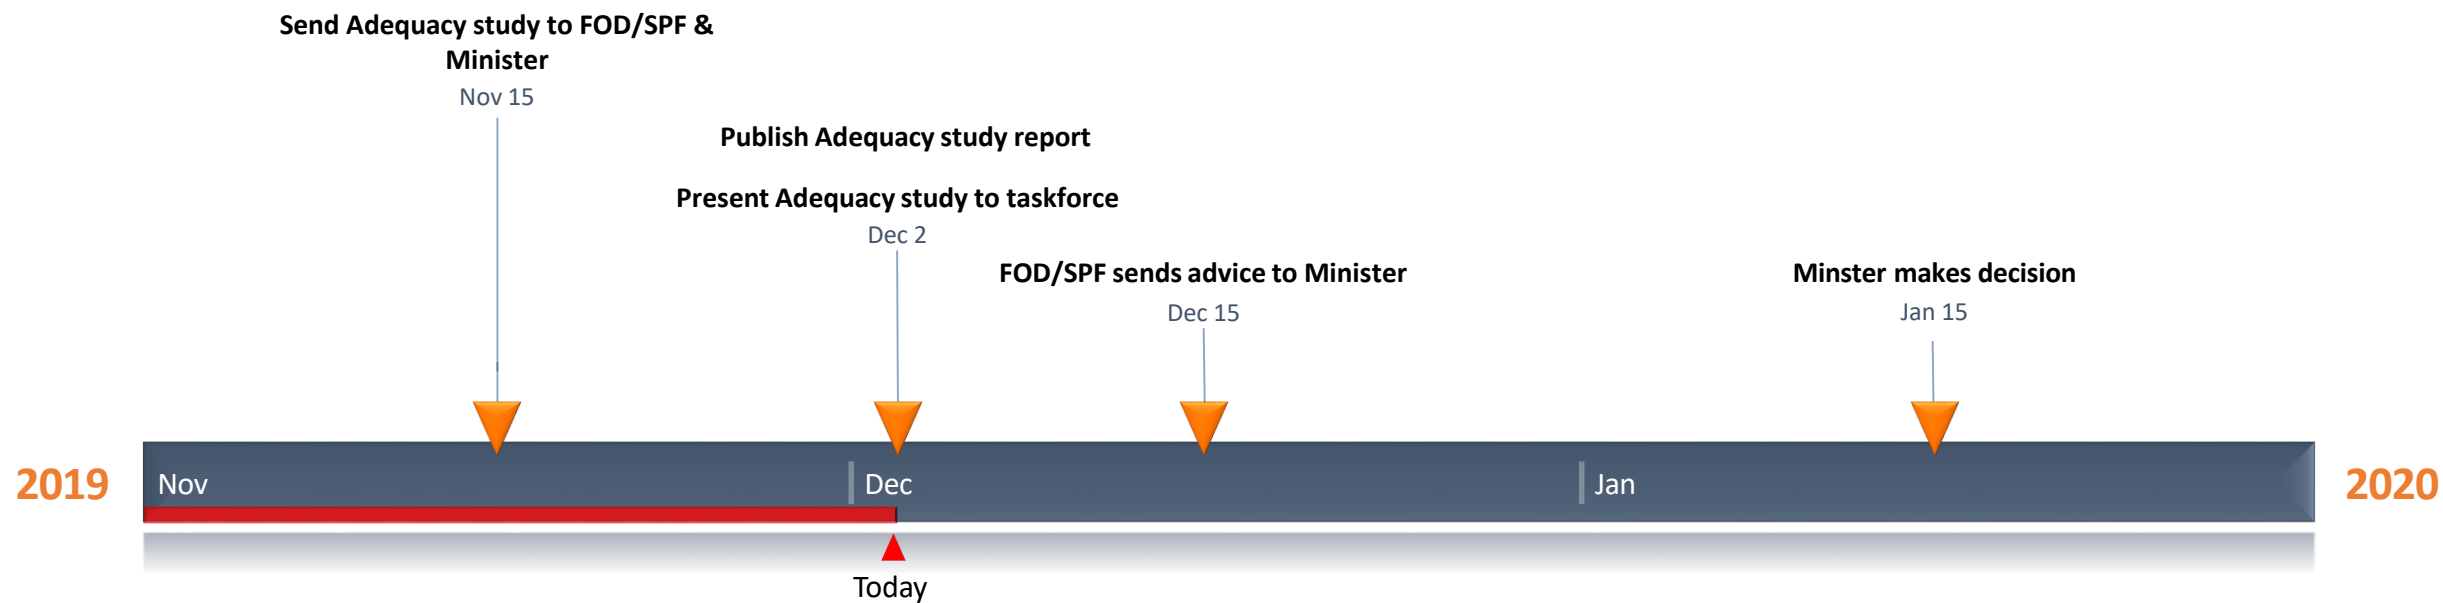 Send Adequacy study to FOD/SPF &
Minister
Nov 15
Publish Adequacy study report
Present Adequacy study to taskforce
Dec 2
FOD/SPF sends advice to Minister
Dec 15
Minster makes decision
Jan 15
2019
Nov
Dec
Jan
2020
Today